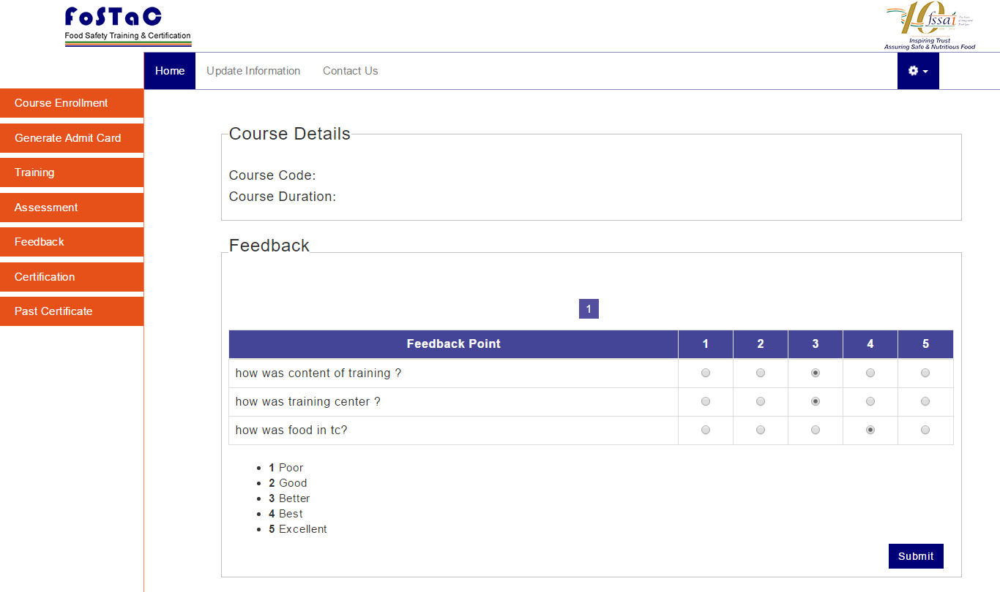 FoSTaC
Food Safety Training & Certification
fssai
Inspiring Trust
Assuring Safe & Nutritious Food
Home Update Information Contact Us
Course Enrollment
Generate Admit Card
Training
Assessment
Feedback
Certification
Past Certificate
Course Details
Course Code:
Course Duration:
Feedback
1
Feedback Point 1 2 3 4 5
how was content of training ?
how was training center ?
how was food in tc?
1 Poor
2 Good
3 Better
4 Best
5 Excellent
Submit